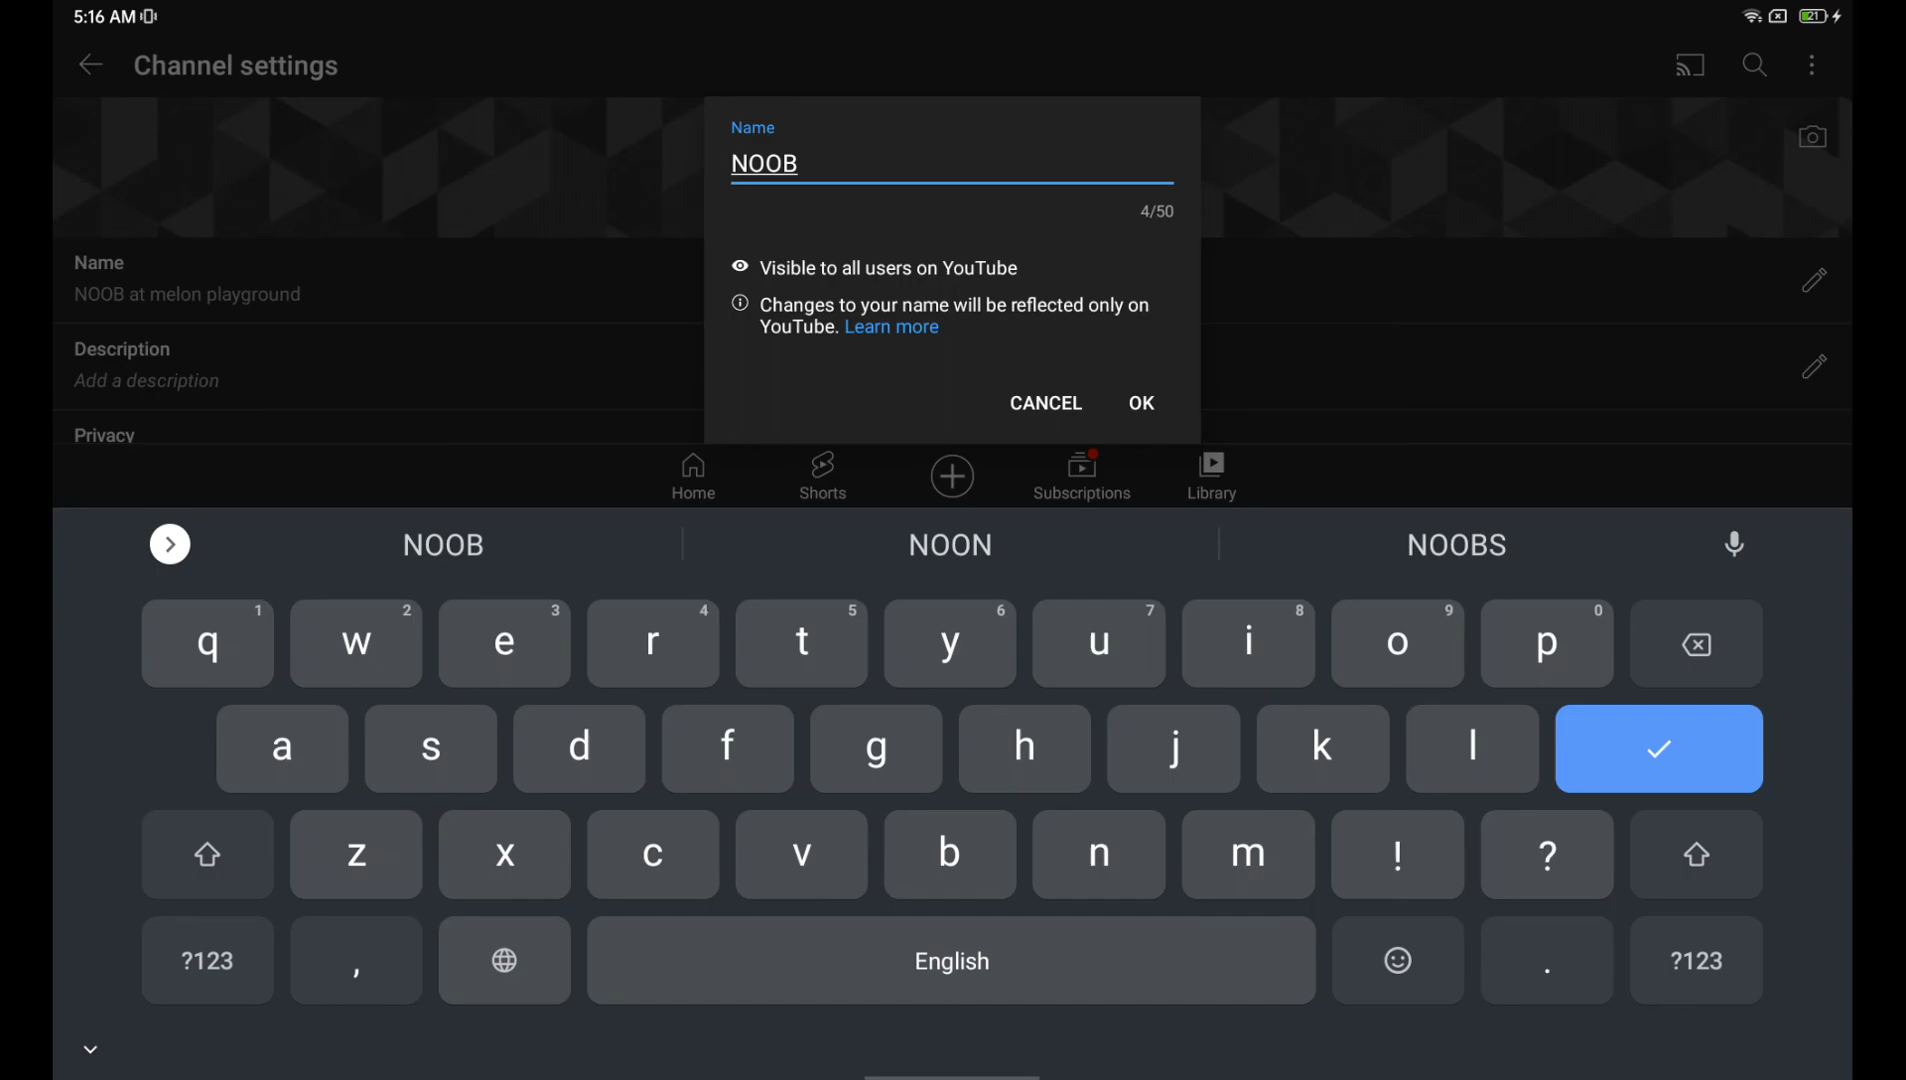 5:16 AM
21
Channel settings
Name
NOOB
4/50
Visible to all users on YouTube
Changes to your name will be reflected only on
YouTube. Learn more
CANCEL OK
Name
NOOB at melon playground
Description
Add a description
Privacy
Home Shorts Subscriptions Library
NOOB NOON NOOBS
q 1 w 2 e 3 r 4 t 5 y 6 u 7 i 8 o 9 p 0
a s d f g h j k l
z x c v b n m ! ?
?123 , English . ?123